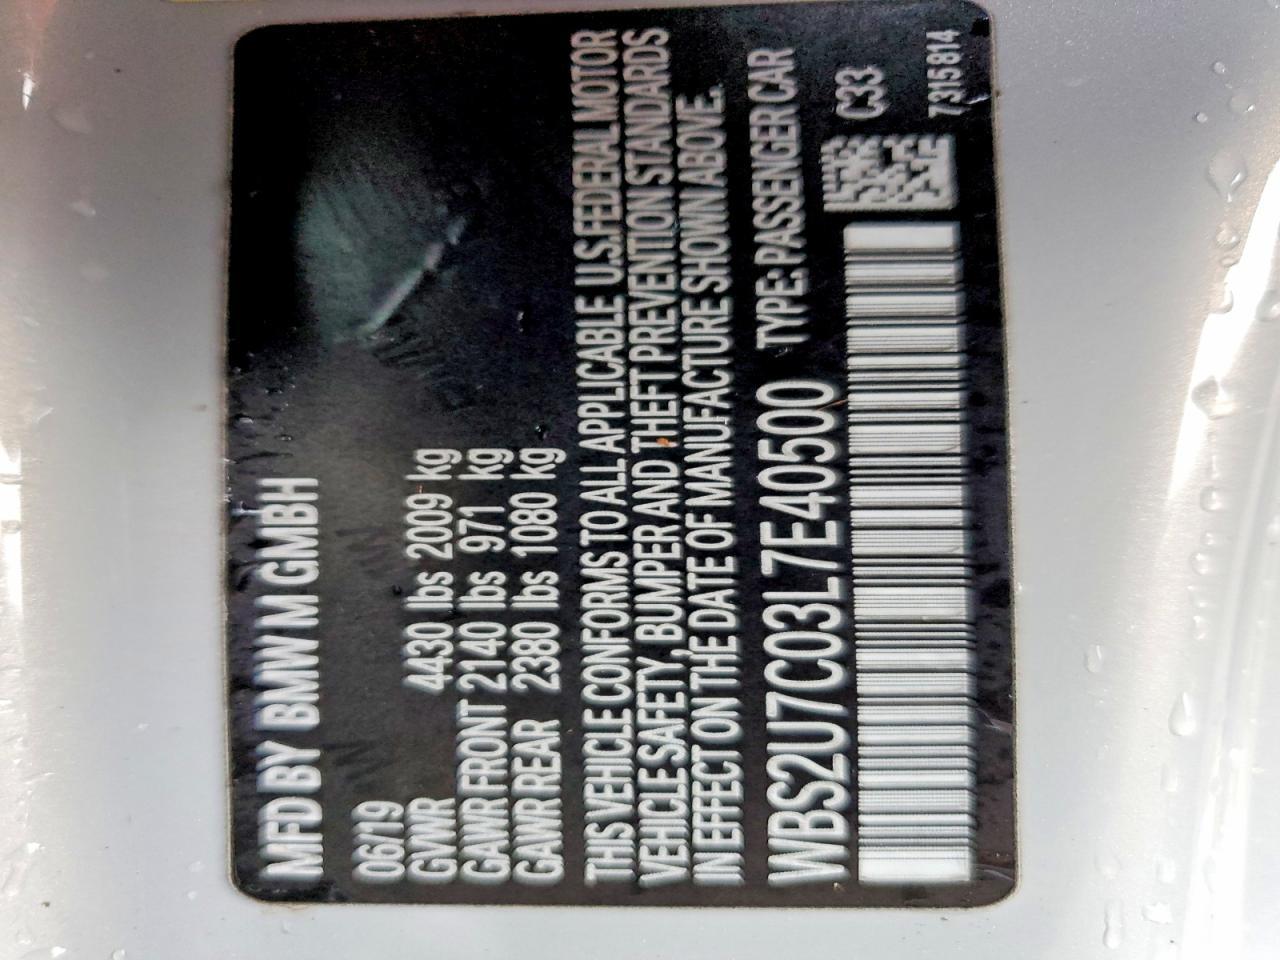 MFD BY BMW M GMBH
06/19
GVWR 4430 lbs 2009 kg
GAWR FRONT 2140 lbs 971 kg
GAWR REAR 2380 lbs 1080 kg
THIS VEHICLE CONFORMS TO ALL APPLICABLE U.S.FEDERAL MOTOR
VEHICLE SAFETY, BUMPER AND THEFT PREVENTION STANDARDS
IN EFFECT ON THE DATE OF MANUFACTURE SHOWN ABOVE.
WBS2U7C03L7E40500 TYPE: PASSENGER CAR
C33
7315814